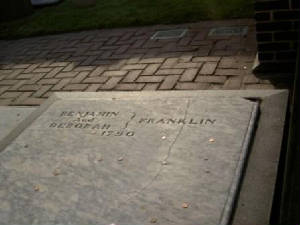 BENJAMIN
And } FRANKLIN
DEBORAH
1790